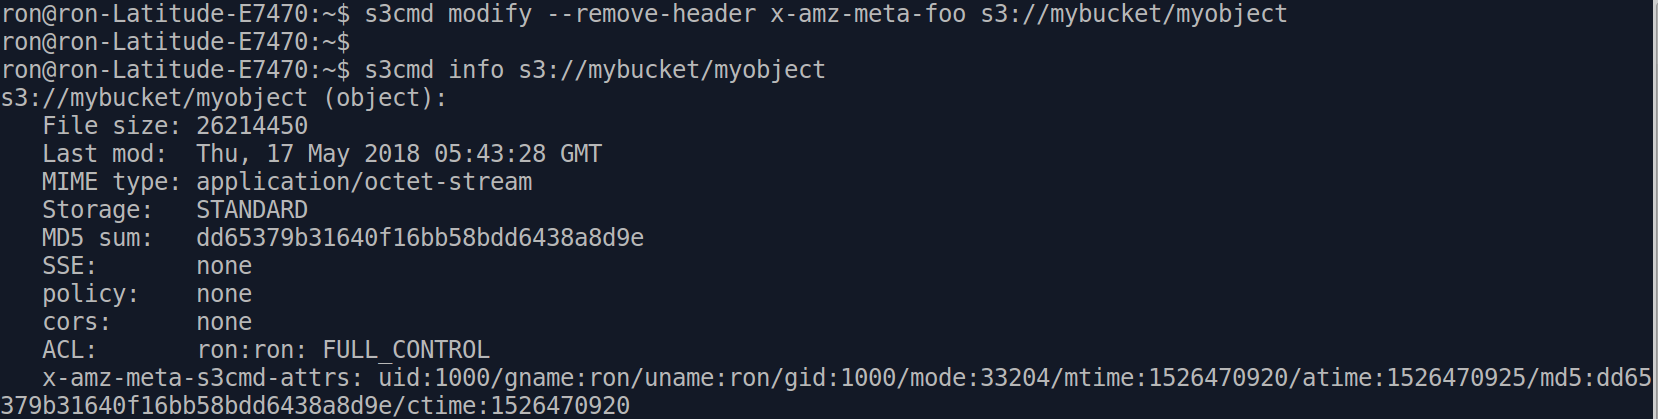 ron@ron-Latitude-E7470:~$ s3cmd modify --remove-header x-amz-meta-foo s3://mybucket/myobject
ron@ron-Latitude-E7470:~$
ron@ron-Latitude-E7470:~$ s3cmd info s3://mybucket/myobject
s3://mybucket/myobject (object):
   File size: 26214450
   Last mod:  Thu, 17 May 2018 05:43:28 GMT
   MIME type: application/octet-stream
   Storage:   STANDARD
   MD5 sum:   dd65379b31640f16bb58bdd6438a8d9e
   SSE:       none
   policy:    none
   cors:      none
   ACL:       ron:ron: FULL_CONTROL
   x-amz-meta-s3cmd-attrs: uid:1000/gname:ron/uname:ron/gid:1000/mode:33204/mtime:1526470920/atime:1526470925/md5:dd65
379b31640f16bb58bdd6438a8d9e/ctime:1526470920